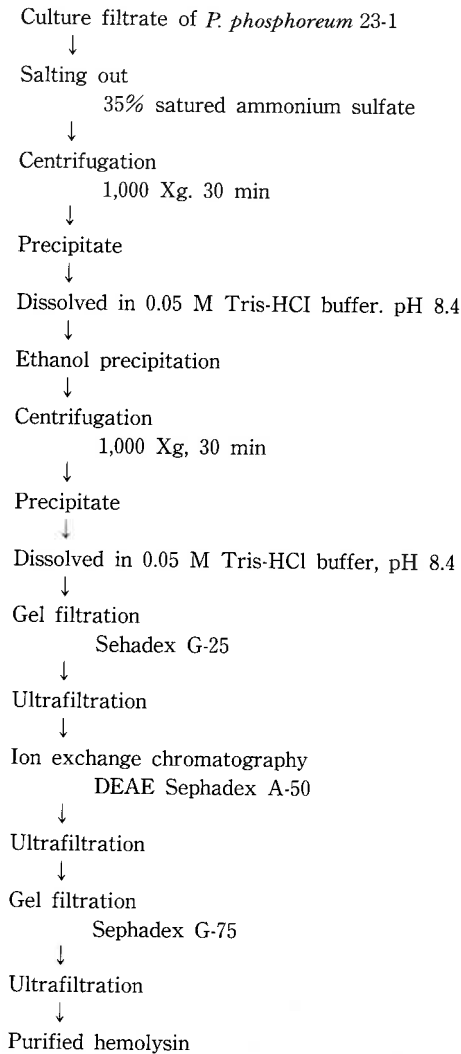 Culture filtrate of P. phosphoreum 23-1
↓
Salting out
35% satured ammonium sulfate
↓
Centrifugation
1,000 Xg. 30 min
↓
Precipitate
↓
Dissolved in 0.05 M Tris-HCI buffer. pH 8.4
↓
Ethanol precipitation
↓
Centrifugation
1,000 Xg, 30 min
↓
Precipitate
↓
Dissolved in 0.05 M Tris-HCl buffer, pH 8.4
↓
Gel filtration
Sehadex G-25
↓
Ultrafiltration
↓
Ion exchange chromatography
DEAE Sephadex A-50
↓
Ultrafiltration
↓
Gel filtration
Sephadex G-75
↓
Ultrafiltration
↓
Purified hemolysin